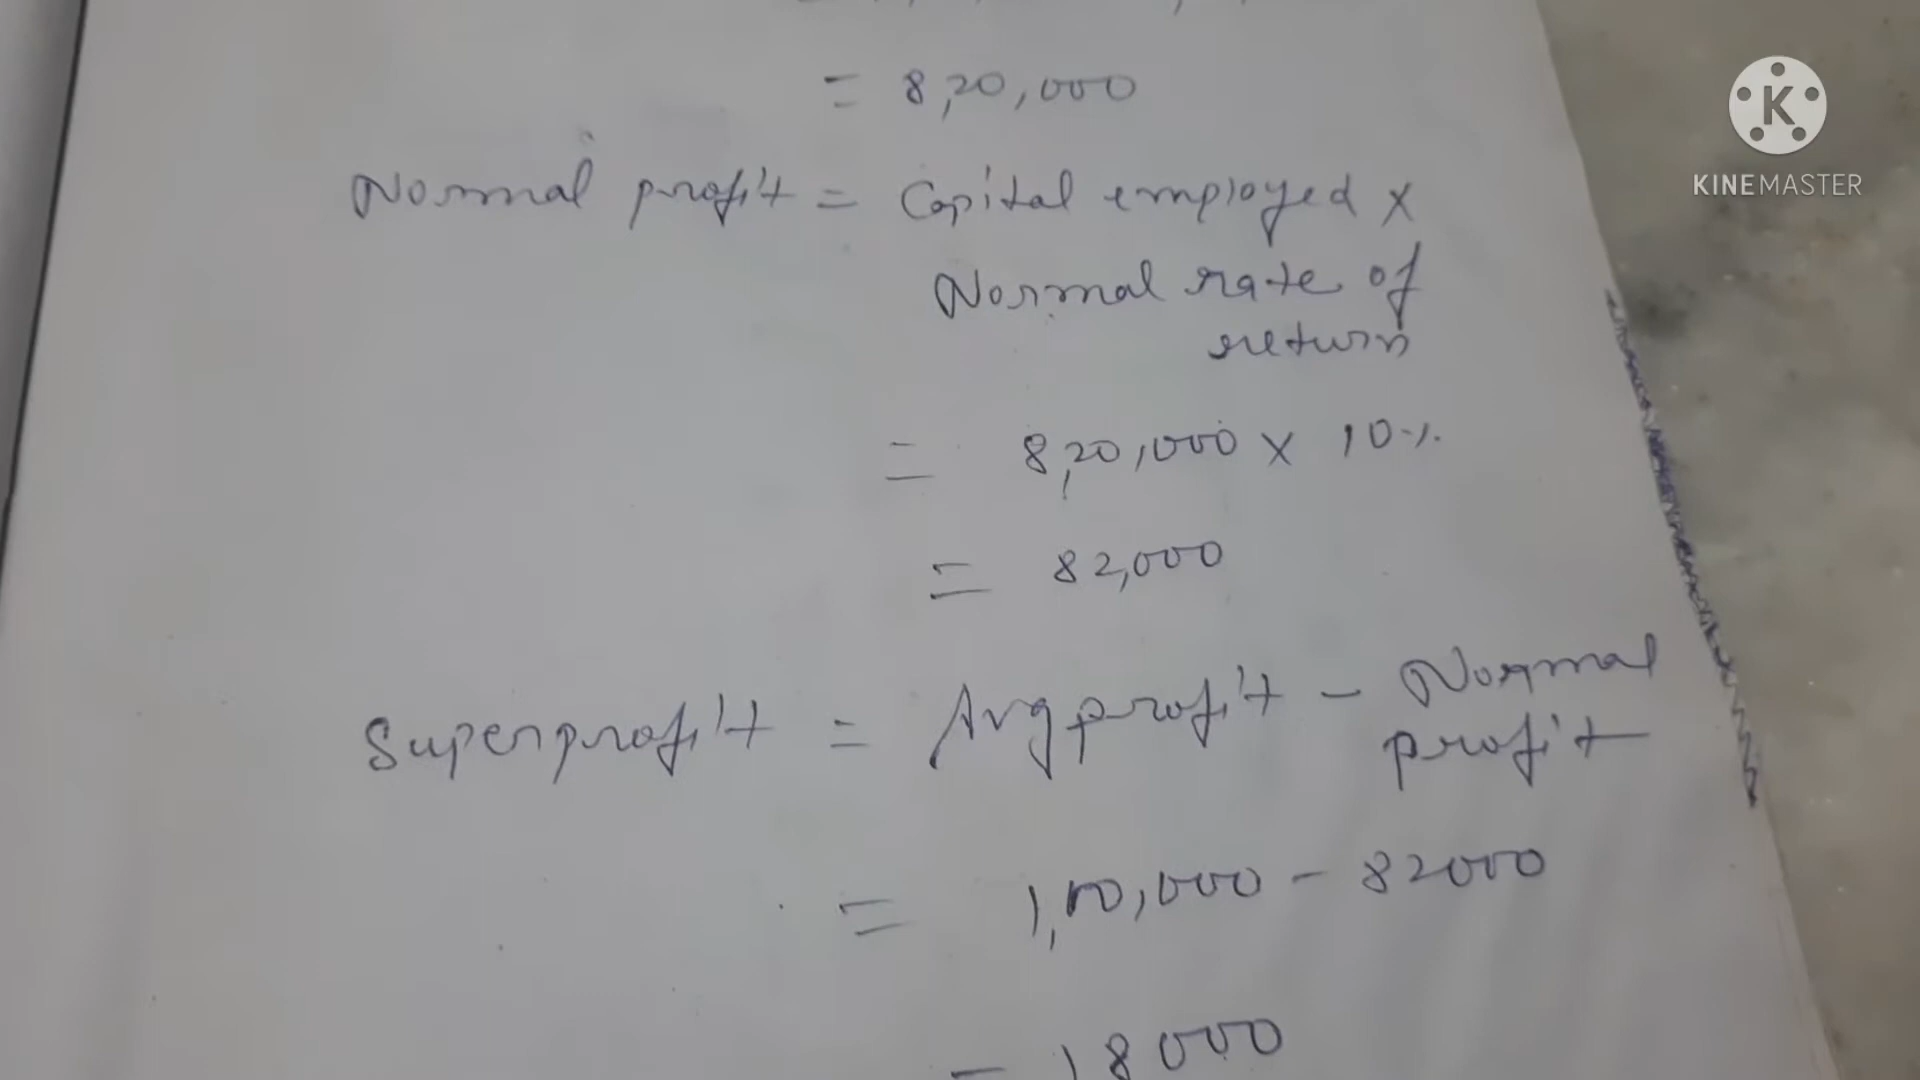 = 8,20,000
K
KINEMASTER
Normal profit = Capital employed ×
Normal rate of
return
= 8,20,000 × 10%
= 82,000
Superprofit = Avg profit - Normal
profit
= 1,00,000 - 82000
= 18000